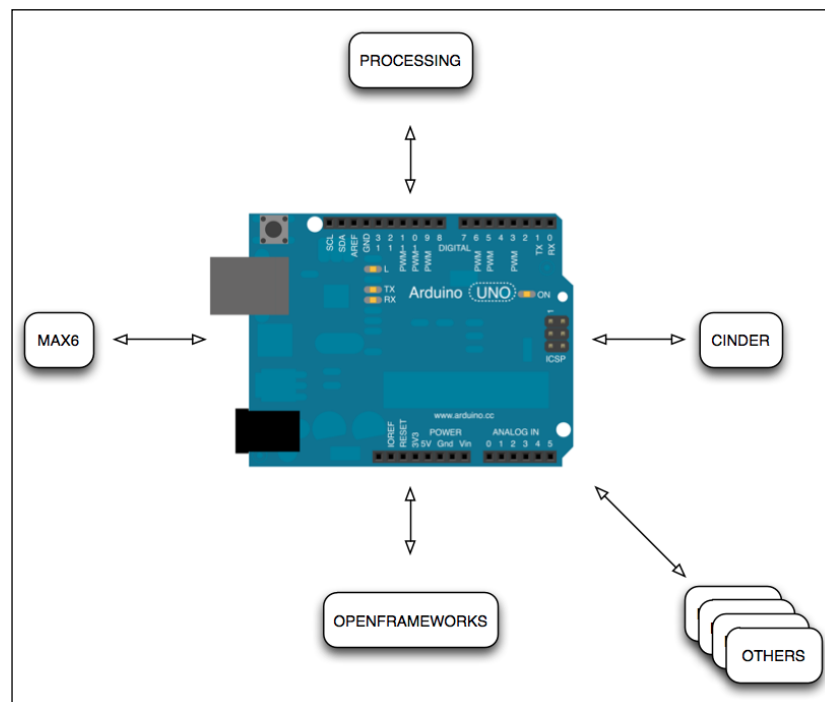 PROCESSING
SCL
SDA
AREF
GND
13
12
PWM 11
PWM 10
PWM 9
8
DIGITAL
7
PWM 6
PWM 5
4
PWM 3
2
TX 1
RX 0
L
TX
RX
Arduino UNO ON
1
ICSP
MAX6
CINDER
www.arduino.cc
POWER
ANALOG IN
IOREF
RESET
3V3
5V
Gnd
Vin
0 1 2 3 4 5
OPENFRAMEWORKS
OTHERS